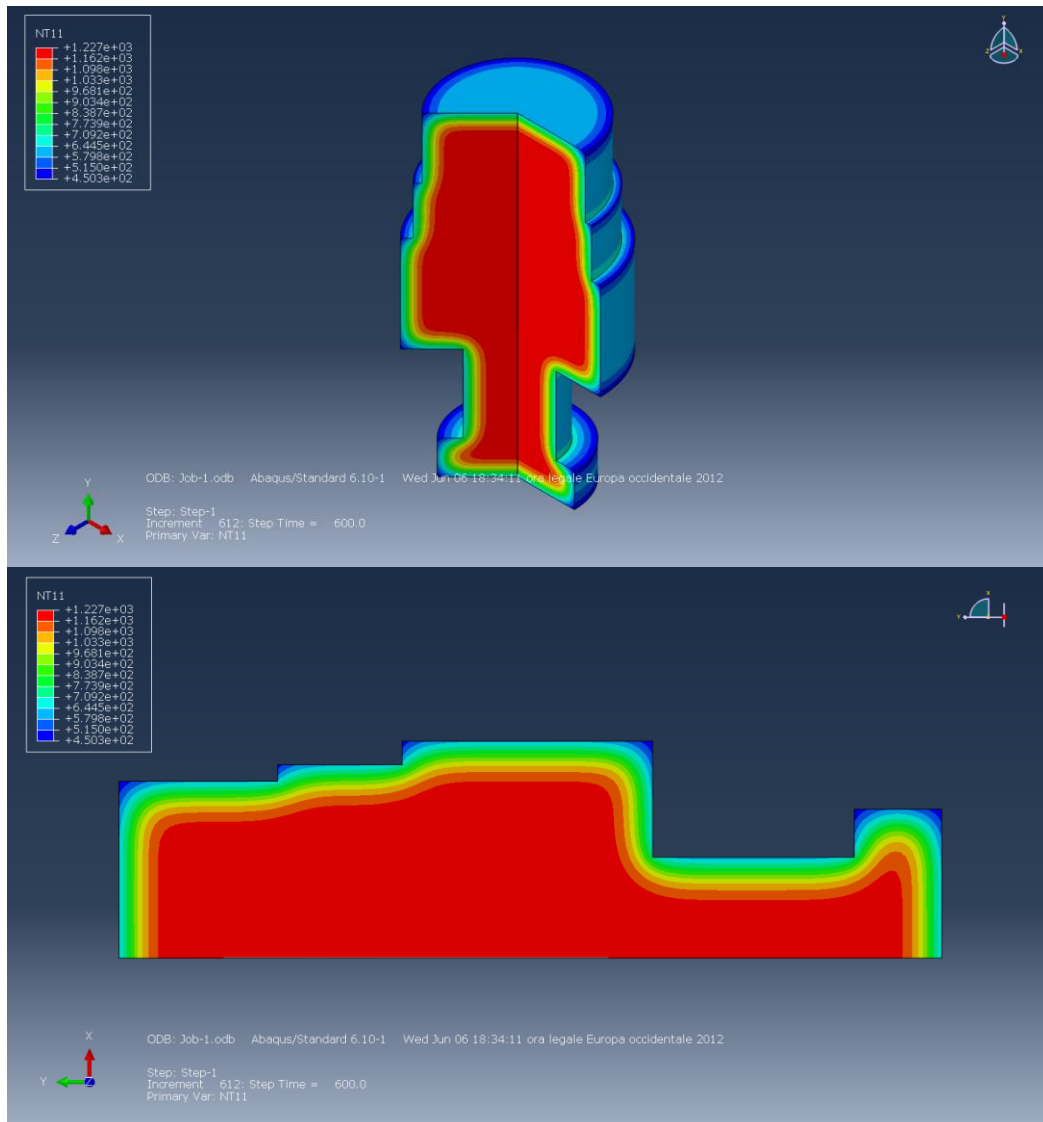 NT11
+1.227e+03
+1.162e+03
+1.098e+03
+1.033e+03
+9.681e+02
+9.034e+02
+8.387e+02
+7.739e+02
+7.092e+02
+6.445e+02
+5.798e+02
+5.150e+02
+4.503e+02
Y
Z X
ODB: Job-1.odb Abaqus/Standard 6.10-1 Wed Jun 06 18:34:11 ora legale Europa occidentale 2012
Y
Z X
Step: Step-1
Increment 612: Step Time = 600.0
Primary Var: NT11
NT11
+1.227e+03
+1.162e+03
+1.098e+03
+1.033e+03
+9.681e+02
+9.034e+02
+8.387e+02
+7.739e+02
+7.092e+02
+6.445e+02
+5.798e+02
+5.150e+02
+4.503e+02
X
Y
ODB: Job-1.odb Abaqus/Standard 6.10-1 Wed Jun 06 18:34:11 ora legale Europa occidentale 2012
X
Y Z
Step: Step-1
Increment 612: Step Time = 600.0
Primary Var: NT11